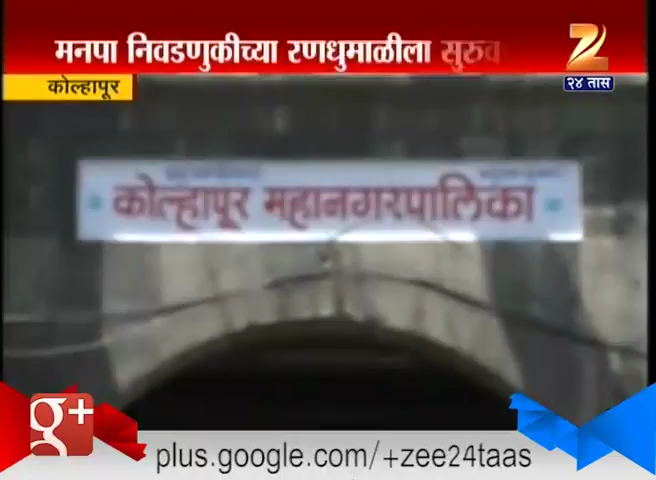 मनपा निवडणुकीच्या रणधुमाळीला सुरुव
२४ तास
कोल्हापूर
कोल्हापूर महानगरपालिका
g+
plus.google.com/+zee24taas